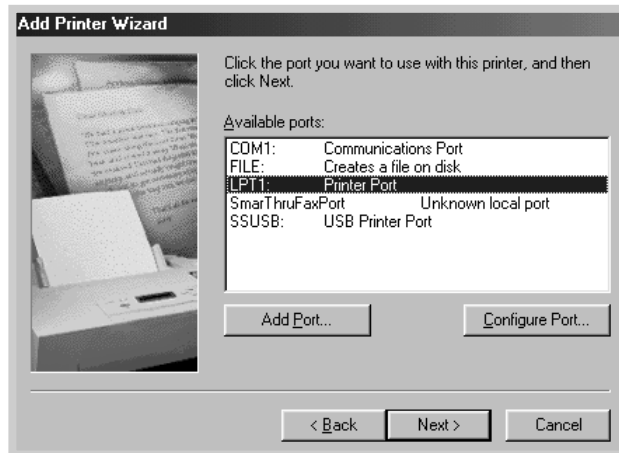 Add Printer Wizard
Click the port you want to use with this printer, and then
click Next.
Available ports:
COM1: Communications Port
FILE: Creates a file on disk
LPT1: Printer Port
SmarThruFaxPort Unknown local port
SSUSB: USB Printer Port
Add Port...
Configure Port...
< Back
Next >
Cancel